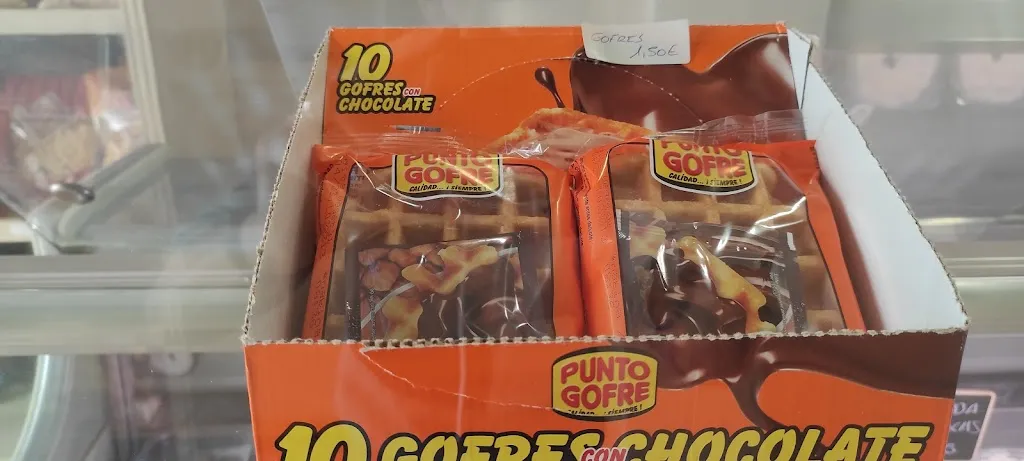 GOFRES
1,50€
10
GOFRES CON
CHOCOLATE
PUNTO
GOFRE
CALIDAD... ¡SIEMPRE!
PUNTO
GOFRE
CALIDAD... ¡SIEMPRE!
PUNTO
GOFRE
10 GOFRES CON CHOCOLATE
DA